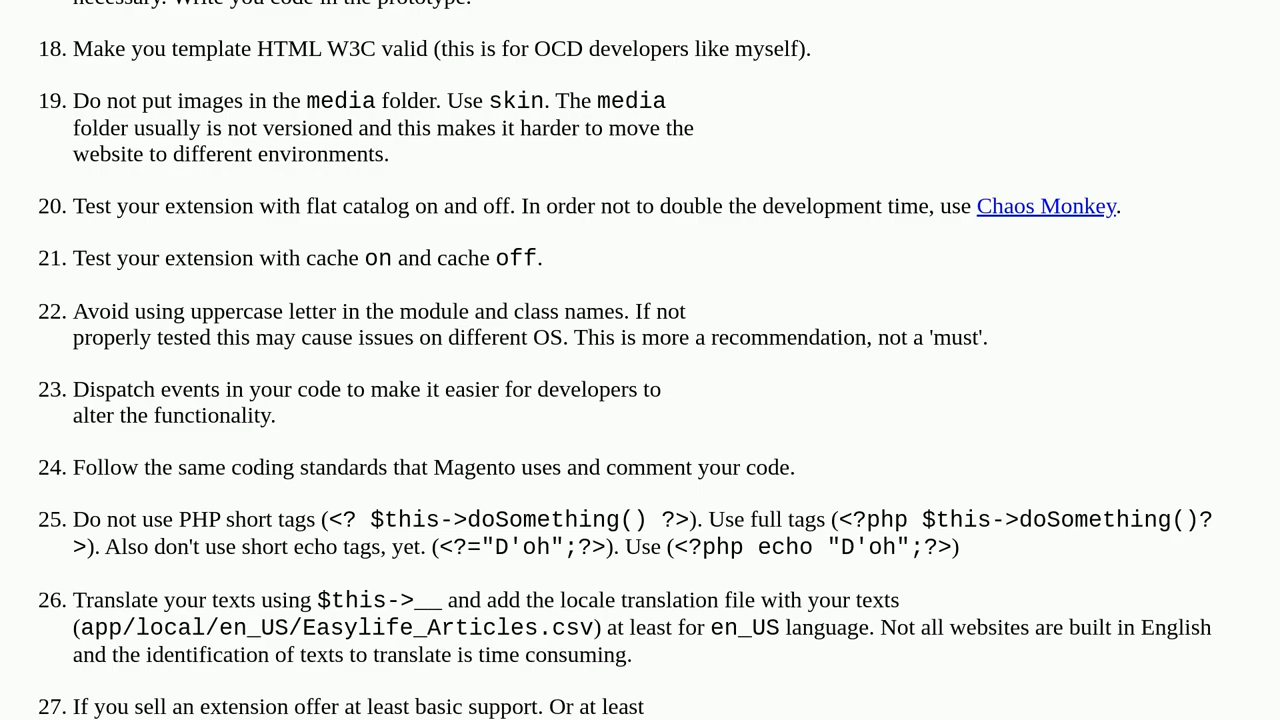 necessary. Write you code in the prototype.
18. Make you template HTML W3C valid (this is for OCD developers like myself).
19. Do not put images in the media folder. Use skin. The media
folder usually is not versioned and this makes it harder to move the
website to different environments.
20. Test your extension with flat catalog on and off. In order not to double the development time, use Chaos Monkey.
21. Test your extension with cache on and cache off.
22. Avoid using uppercase letter in the module and class names. If not
properly tested this may cause issues on different OS. This is more a recommendation, not a 'must'.
23. Dispatch events in your code to make it easier for developers to
alter the functionality.
24. Follow the same coding standards that Magento uses and comment your code.
25. Do not use PHP short tags (<? $this->doSomething() ?>). Use full tags (<?php $this->doSomething()?
>). Also don't use short echo tags, yet. (<?="D'oh";?>). Use (<?php echo "D'oh";?>)
26. Translate your texts using $this->__ and add the locale translation file with your texts
(app/local/en_US/Easylife_Articles.csv) at least for en_US language. Not all websites are built in English
and the identification of texts to translate is time consuming.
27. If you sell an extension offer at least basic support. Or at least